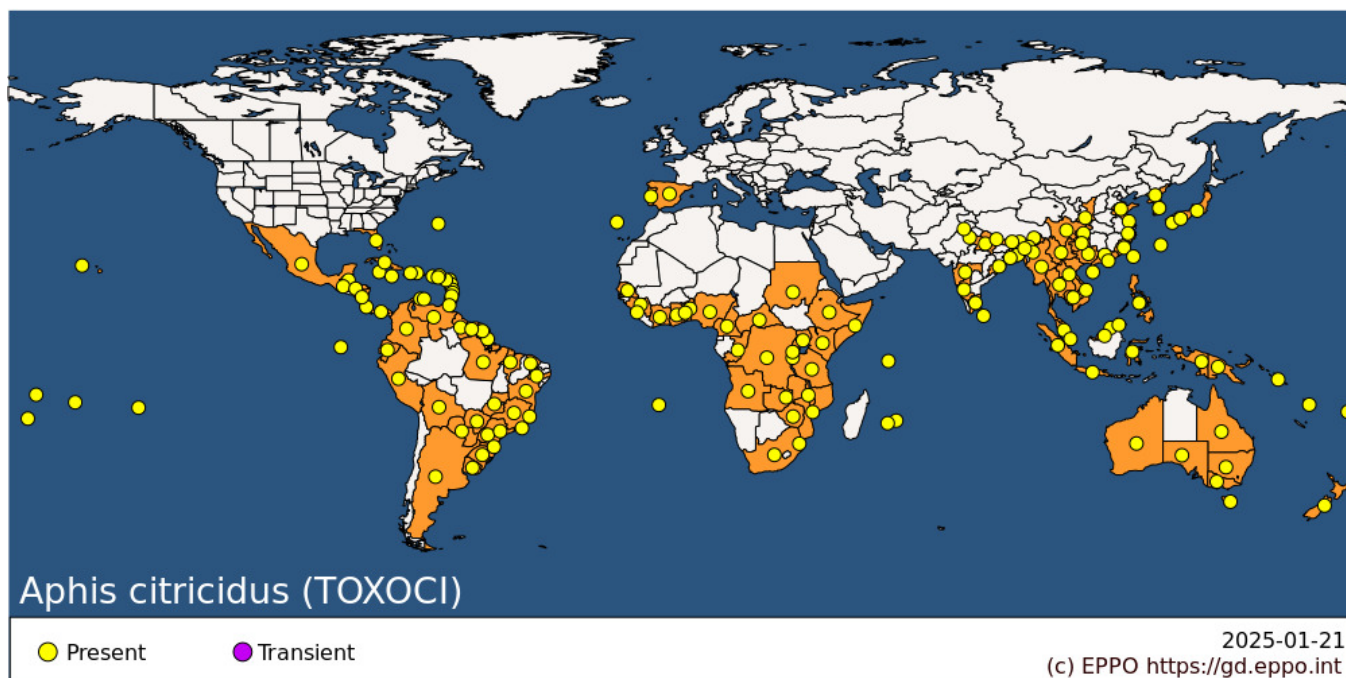 Aphis citricidus (TOXOCI)
Present
Transient
2025-01-21
(c) EPPO https://gd.eppo.int